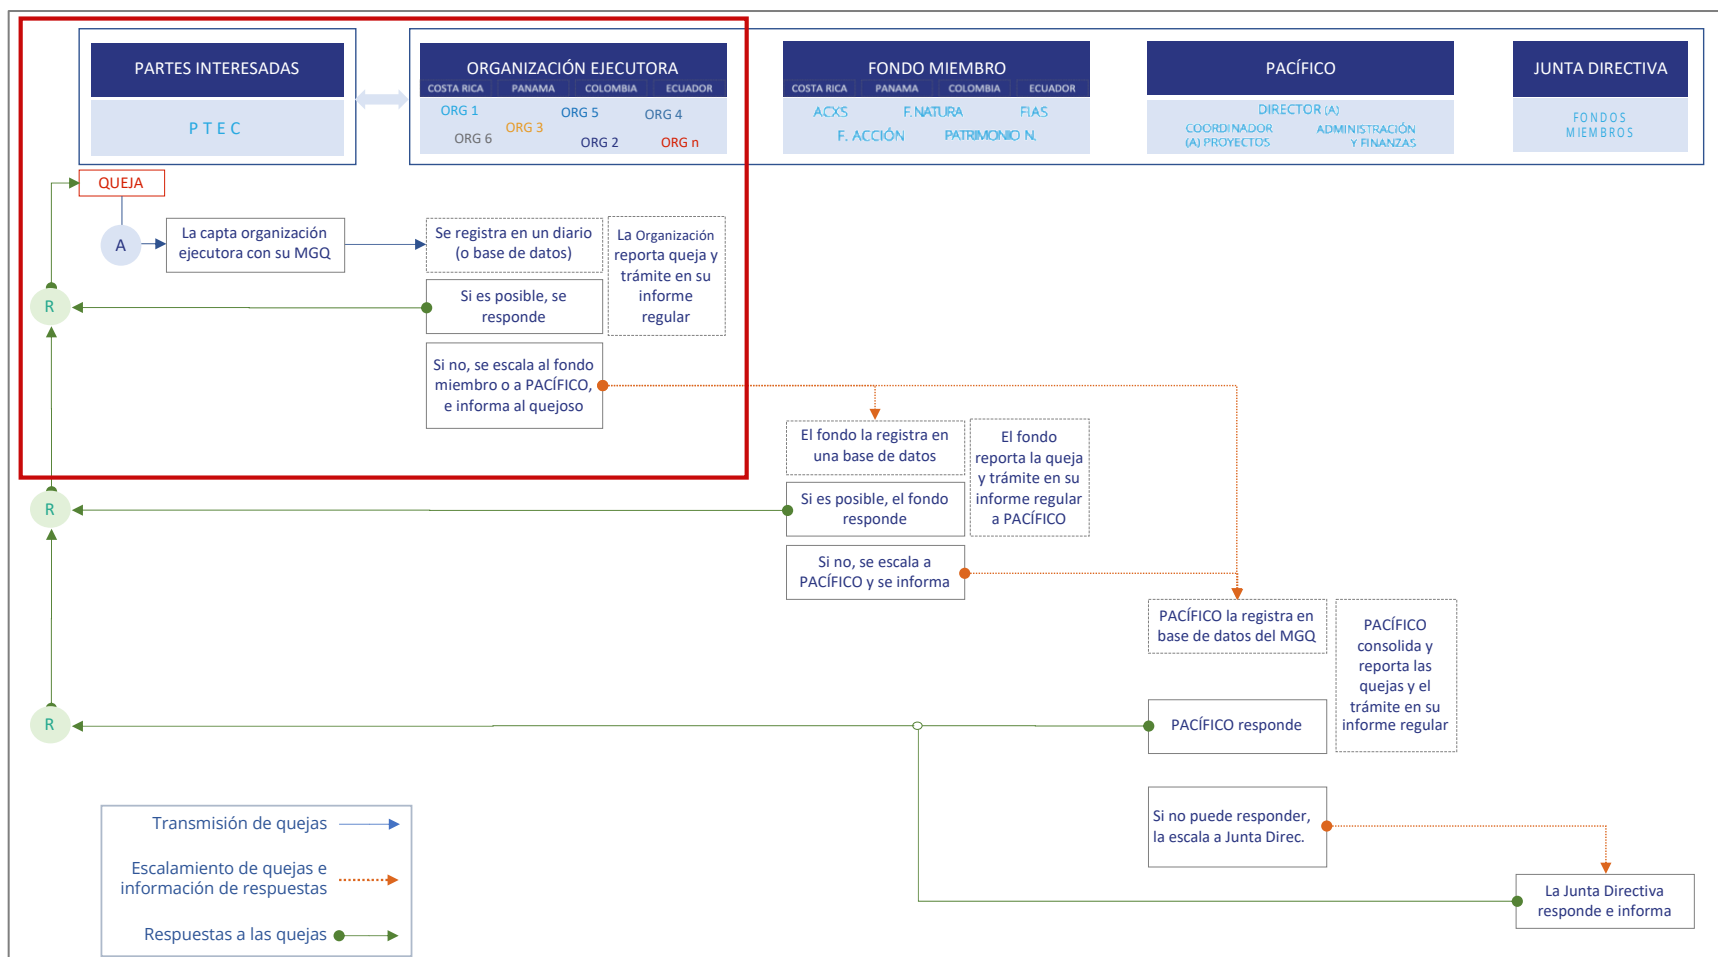 PARTES INTERESADAS
P T E C
ORGANIZACIÓN EJECUTORA
COSTA RICA PANAMA COLOMBIA ECUADOR
ORG 1
ORG 5
ORG 4
ORG 3
ORG 6
ORG 2
ORG n
FONDO MIEMBRO
COSTA RICA PANAMA COLOMBIA ECUADOR
ACXS F.NATURA FIAS
F. ACCIÓN PATRIMONIO N.
PACÍFICO
DIRECTOR (A)
COORDINADOR
(A) PROYECTOS
ADMINISTRACIÓN
Y FINANZAS
JUNTA DIRECTIVA
FONDOS
MIEMBROS
QUEJA
A
La capta organización
ejecutora con su MGQ
Se registra en un diario
(o base de datos)
La Organización
reporta queja y
trámite en su
informe
regular
R
Si es posible, se
responde
Si no, se escala al fondo
miembro o a PACÍFICO,
e informa al quejoso
El fondo la registra en
una base de datos
El fondo
reporta la queja
y trámite en su
informe regular
a PACÍFICO
R
Si es posible, el fondo
responde
Si no, se escala a
PACÍFICO y se informa
PACÍFICO la registra en
base de datos del MGQ
PACÍFICO
consolida y
reporta las
quejas y el
trámite en su
informe regular
R
PACÍFICO responde
Si no puede responder,
la escala a Junta Direc.
La Junta Directiva
responde e informa
Transmisión de quejas
Escalamiento de quejas e
información de respuestas
Respuestas a las quejas